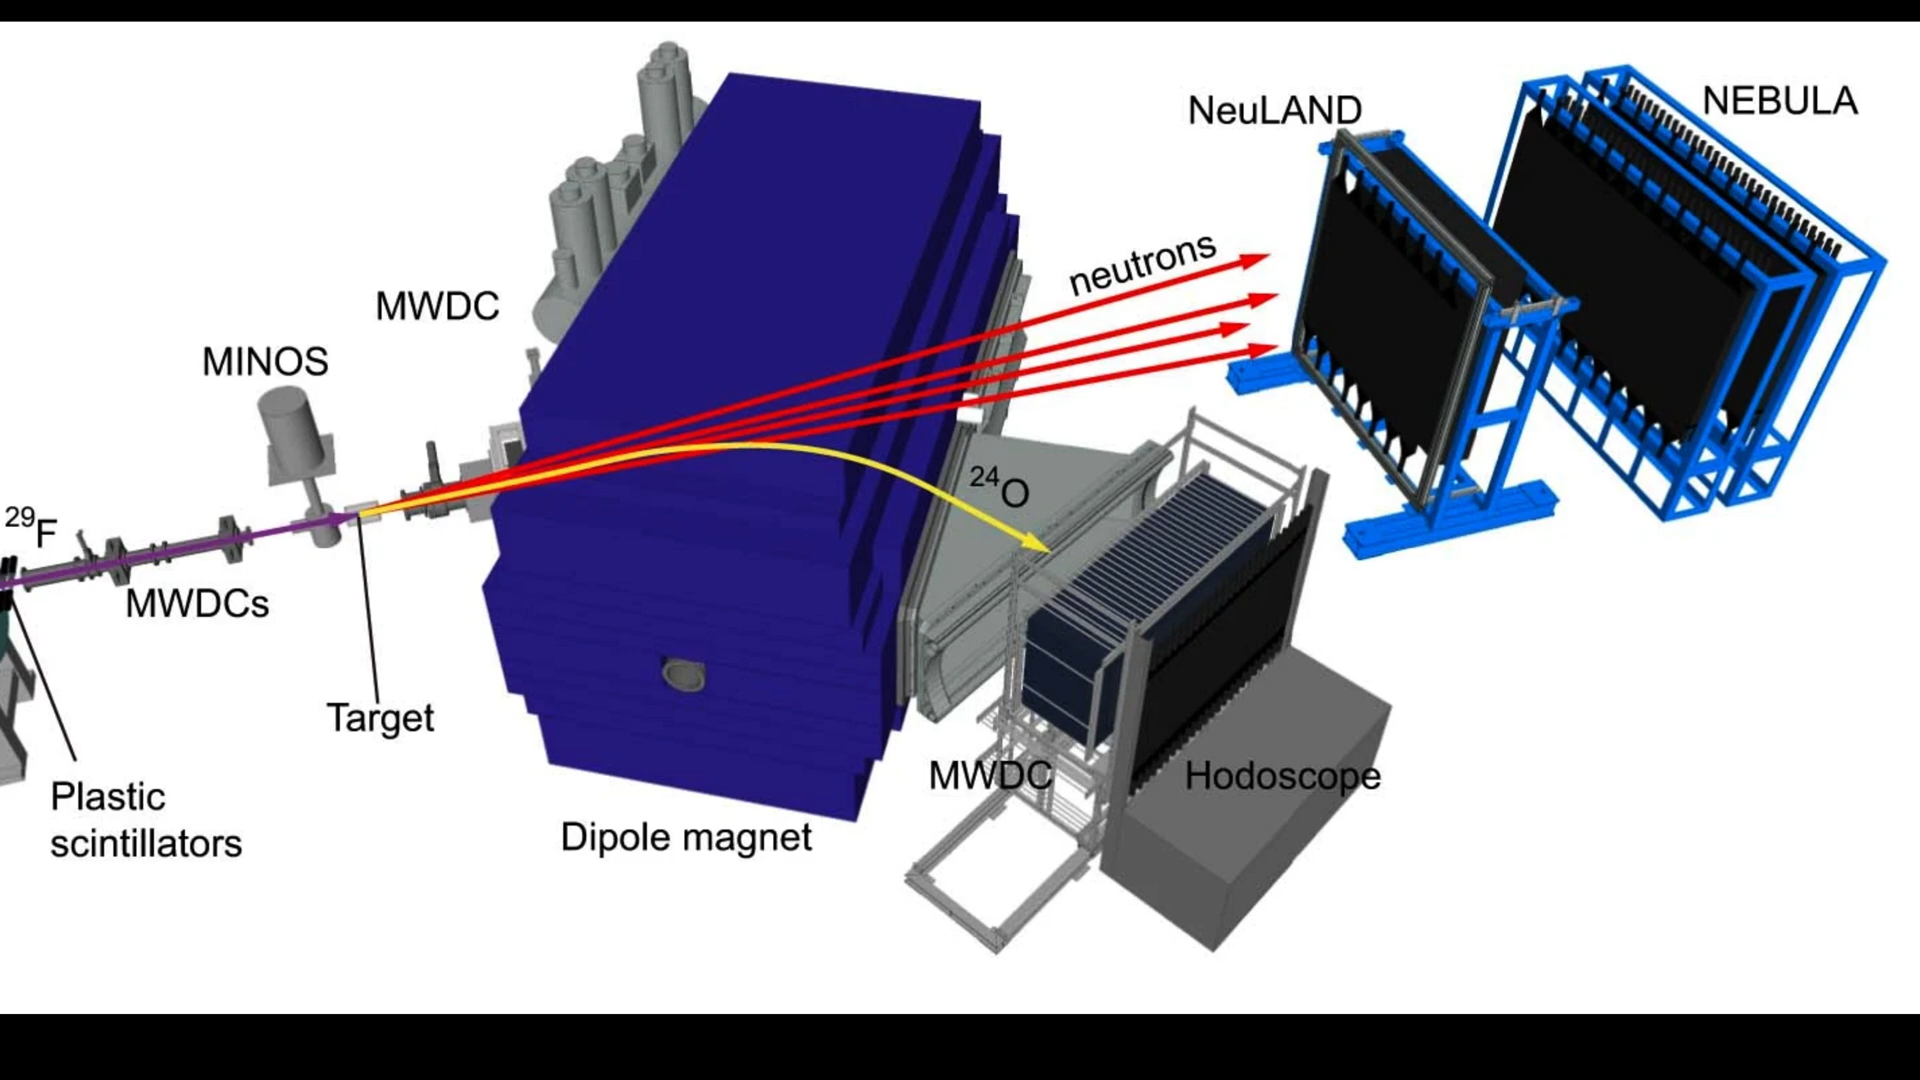 NEBULA
NeuLAND
neutrons
MWDC
MINOS
²⁴O
²⁹F
MWDCs
Target
MWDC
Hodoscope
Plastic
scintillators
Dipole magnet